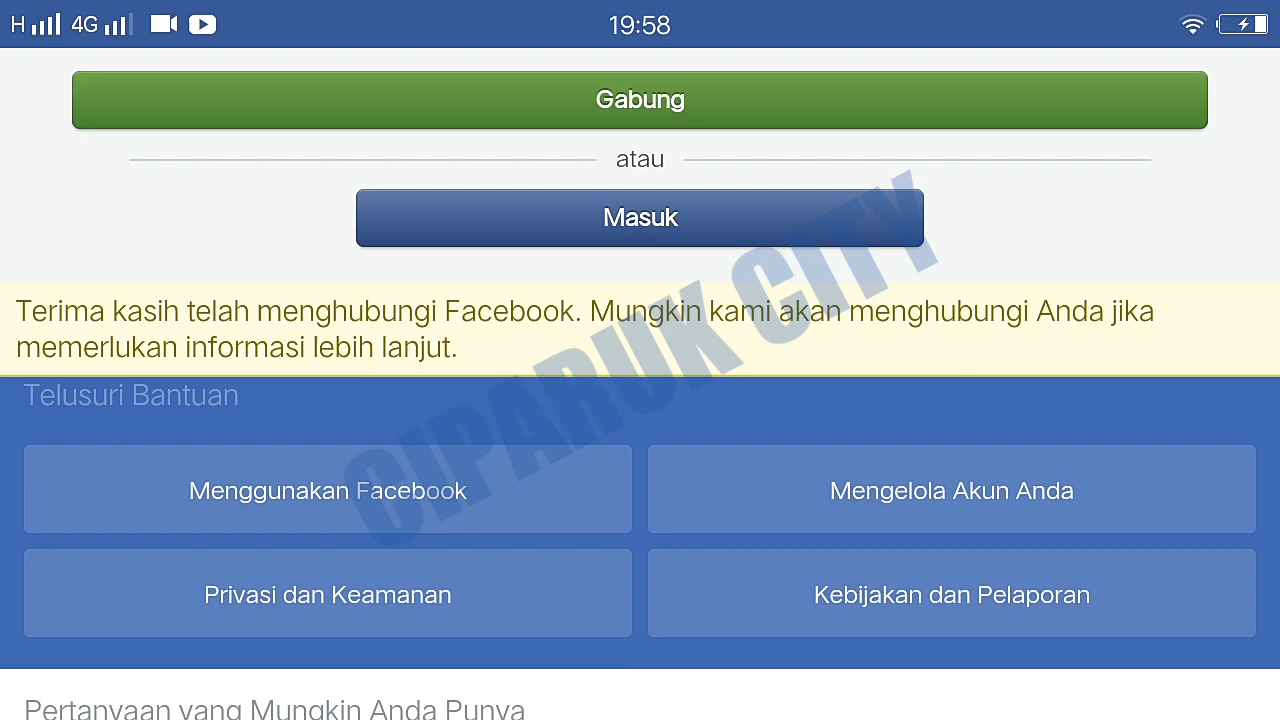 H 4G 19:58
Gabung
atau
Masuk
Terima kasih telah menghubungi Facebook. Mungkin kami akan menghubungi Anda jika
memerlukan informasi lebih lanjut.
CIPARUK CITY
Telusuri Bantuan
Menggunakan Facebook
Mengelola Akun Anda
Privasi dan Keamanan
Kebijakan dan Pelaporan
Pertanyaan yang Mungkin Anda Punya